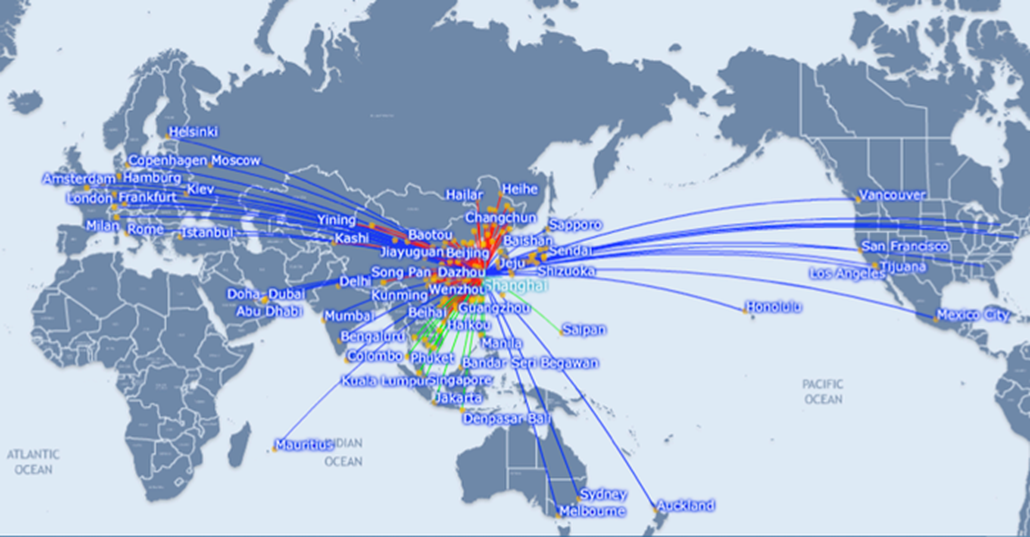 Helsinki
Copenhagen Moscow
Amsterdam Hamburg
Kiev
London Frankfurt
Milan Rome Istanbul
Hailar
Heihe
Vancouver
Changchun
Yining
Sapporo
Baotou
Kashi
Baishan
San Francisco
Jiayuguan Beijing
Sendai
Jeju
Tijuana
Song Pan Dazhou
Shizuoka
Los Angeles
Delhi
Shanghai
Doha Dubai
Kunming Wenzhou
Abu Dhabi
Guangzhou
Honolulu
Mumbai
Beihai
Mexico City
Haikou
Saipan
Bengaluru
Manila
Colombo Phuket
Bandar Seri Begawan
Kuala Lumpur Singapore
PACIFIC
OCEAN
Jakarta
Denpasar Bali
Mauritius
INDIAN
OCEAN
ATLANTIC
OCEAN
Sydney
Melbourne
Auckland